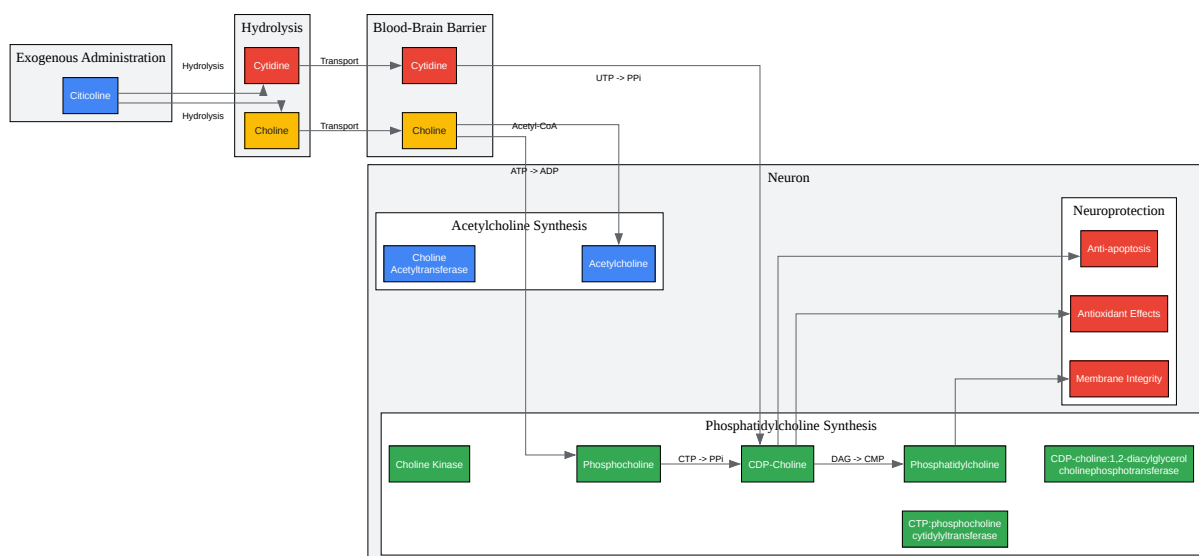 Exogenous Administration
Citicoline
Hydrolysis
Hydrolysis
Hydrolysis
Cytidine
Choline
Transport
Transport
Blood-Brain Barrier
Cytidine
Choline
UTP -> PPi
Acetyl-CoA
ATP -> ADP
Neuron
Acetylcholine Synthesis
Choline
Acetyltransferase
Acetylcholine
Neuroprotection
Anti-apoptosis
Antioxidant Effects
Membrane Integrity
Phosphatidylcholine Synthesis
Choline Kinase
Phosphocholine
CTP -> PPi
CDP-Choline
DAG -> CMP
Phosphatidylcholine
CDP-choline:1,2-diacylglycerol
cholinephosphotransferase
CTP:phosphocholine
cytidylyltransferase